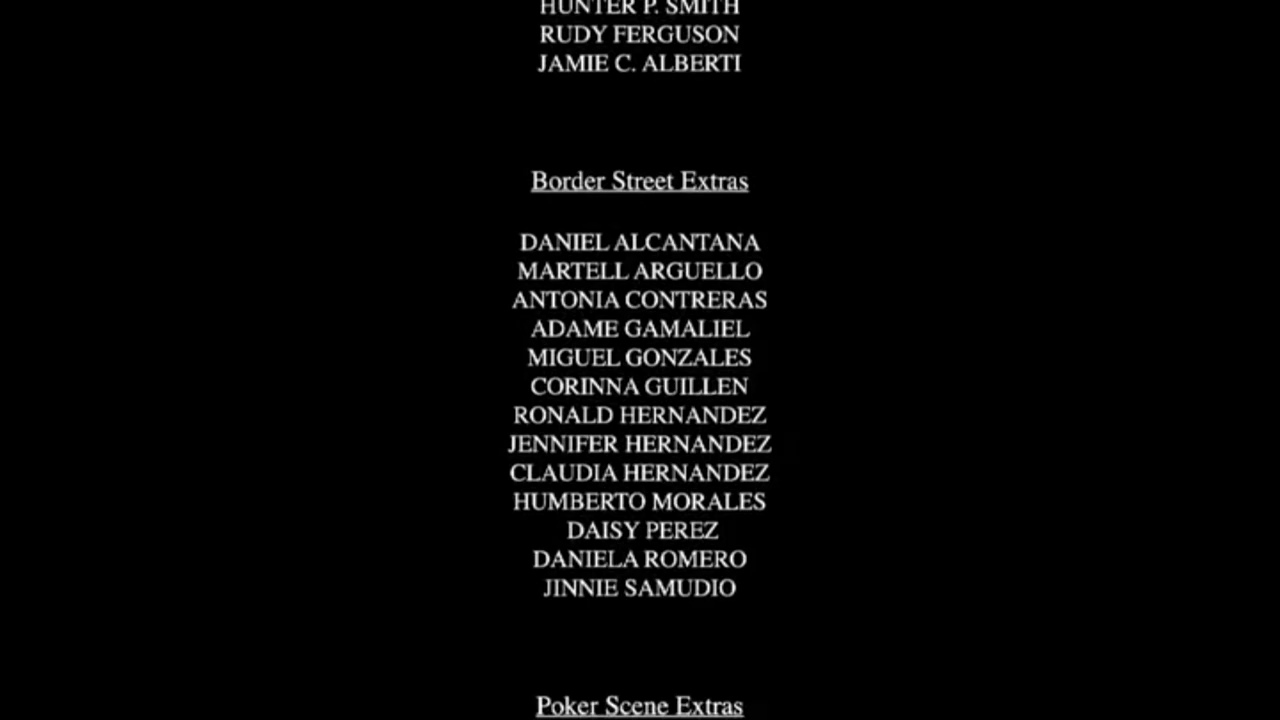 HUNTER P. SMITH
RUDY FERGUSON
JAMIE C. ALBERTI
Border Street Extras
DANIEL ALCANTANA
MARTELL ARGUELLO
ANTONIA CONTRERAS
ADAME GAMALIEL
MIGUEL GONZALES
CORINNA GUILLEN
RONALD HERNANDEZ
JENNIFER HERNANDEZ
CLAUDIA HERNANDEZ
HUMBERTO MORALES
DAISY PEREZ
DANIELA ROMERO
JINNIE SAMUDIO
Poker Scene Extras